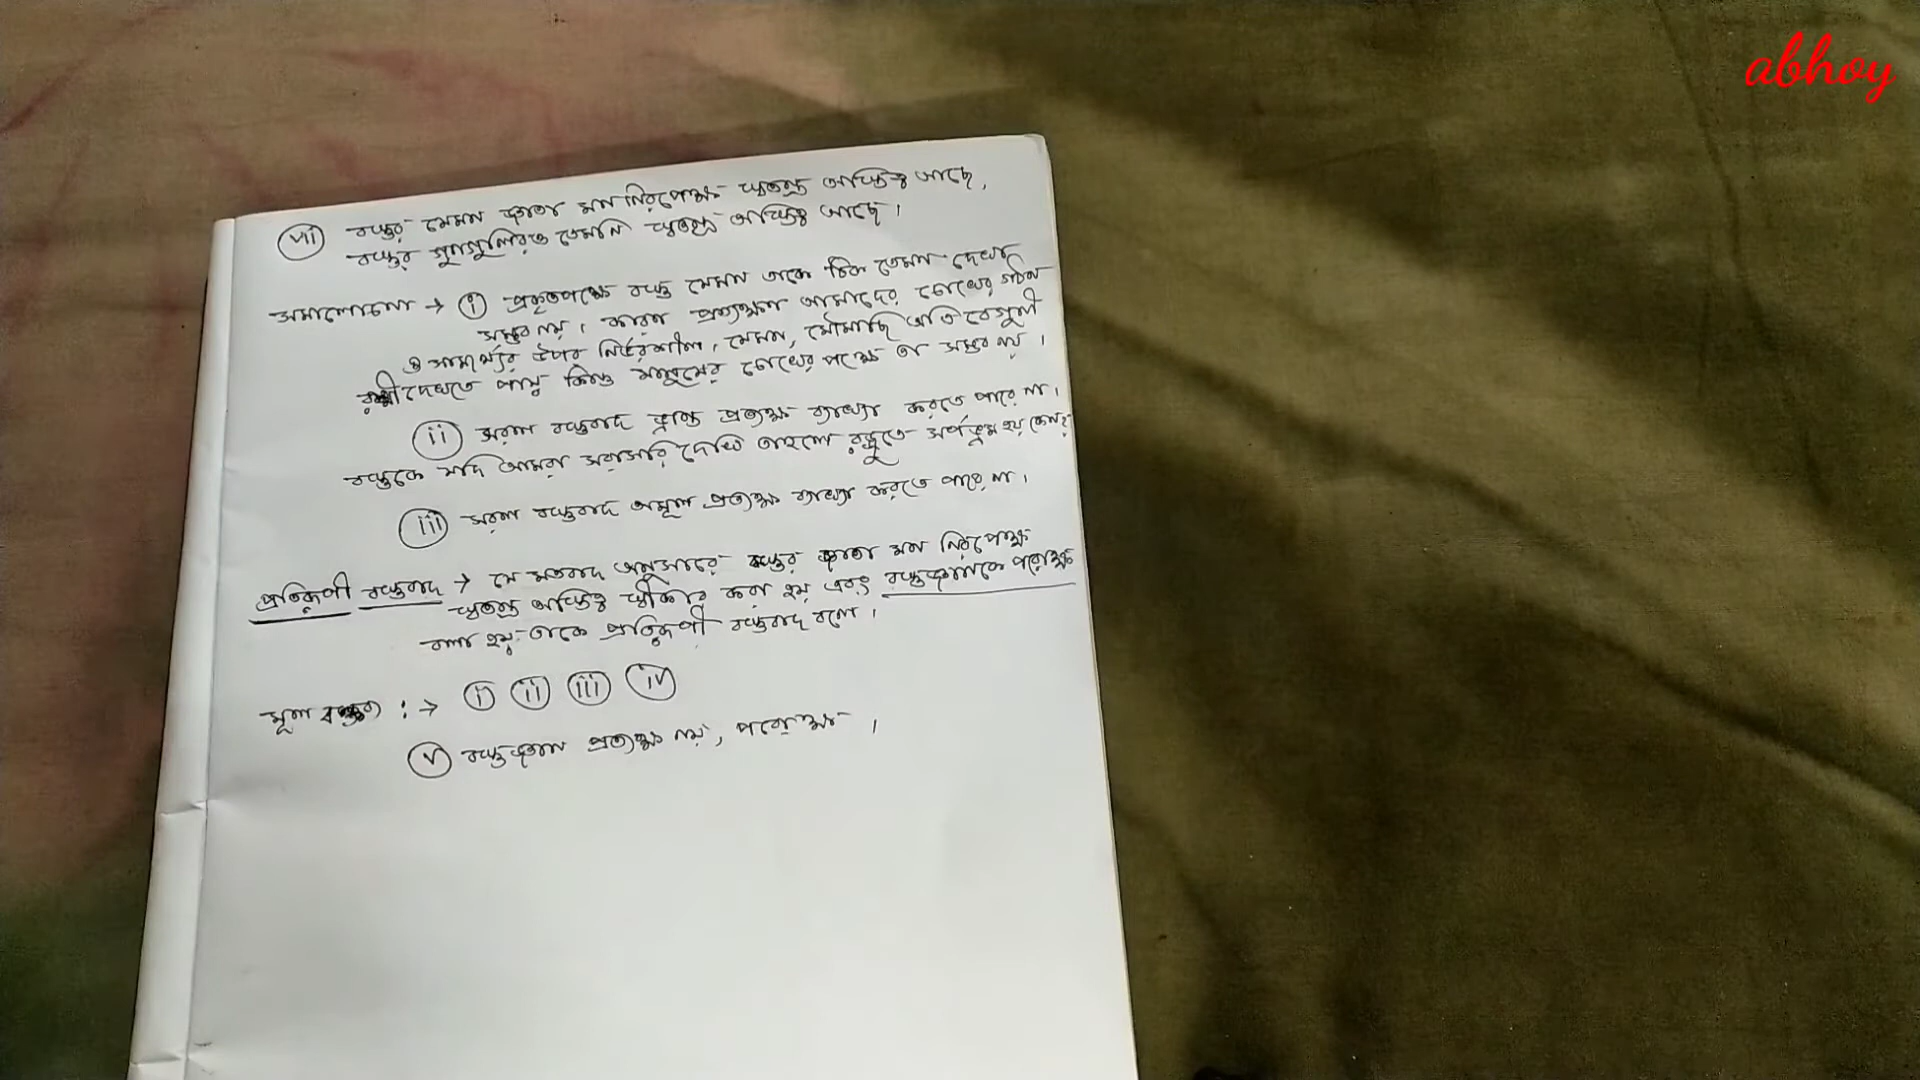 abhoy
vii বস্তুর যেমন জ্ঞাতা মন নিরপেক্ষ স্বতন্ত্র অস্তিত্ব আছে,
বস্তুর গুণগুলিরও তেমনি স্বতন্ত্র অস্তিত্ব আছে।
সমালোচনা → i প্রকৃতপক্ষে বস্তু যেমন তাকে ঠিক তেমন দেখা
সম্ভব নয়। কারণ প্রত্যক্ষণ আমাদের চোখের গঠন
ও সামর্থ্যের উপর নির্ভরশীল। যেমন, মৌমাছি অতি বেগুনী
রশ্মী দেখতে পায় কিন্তু মানুষের চোখের পক্ষে তা সম্ভব নয়।
ii সরল বস্তুবাদ ভ্রান্ত প্রত্যক্ষ ব্যাখ্যা করতে পারে না।
বস্তুকে যদি আমরা সরাসরি দেখি তাহলে রজ্জুতে সর্পভ্রম হয় কেন?
iii সরল বস্তুবাদ অমূল প্রত্যক্ষ ব্যাখ্যা করতে পারে না।
প্রতিরূপী বস্তুবাদ → যে মতবাদ অনুসারে বস্তুর জ্ঞাতা মন নিরপেক্ষ
স্বতন্ত্র অস্তিত্ব স্বীকার করা হয় এবং বস্তুজ্ঞানকে পরোক্ষ
বলা হয় তাকে প্রতিরূপী বস্তুবাদ বলে।
মূল বক্তব্য : → i ii iii iv
v বস্তুজ্ঞান প্রত্যক্ষ নয়, পরোক্ষ।